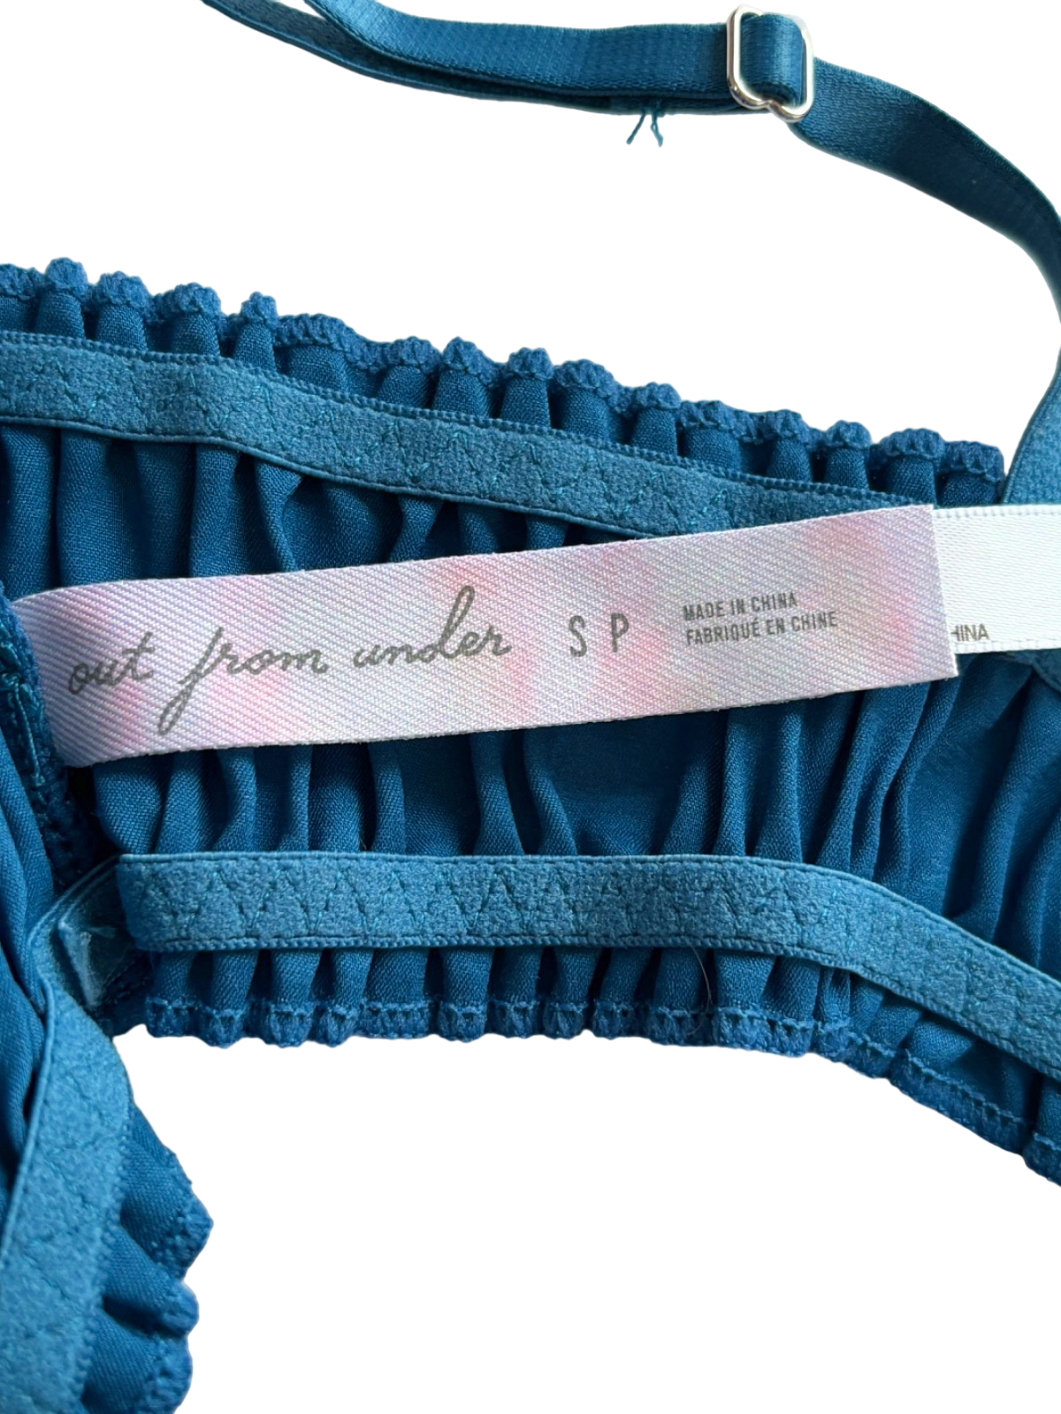 out from under
S P
MADE IN CHINA
FABRIQUÉ EN CHINE
HINA